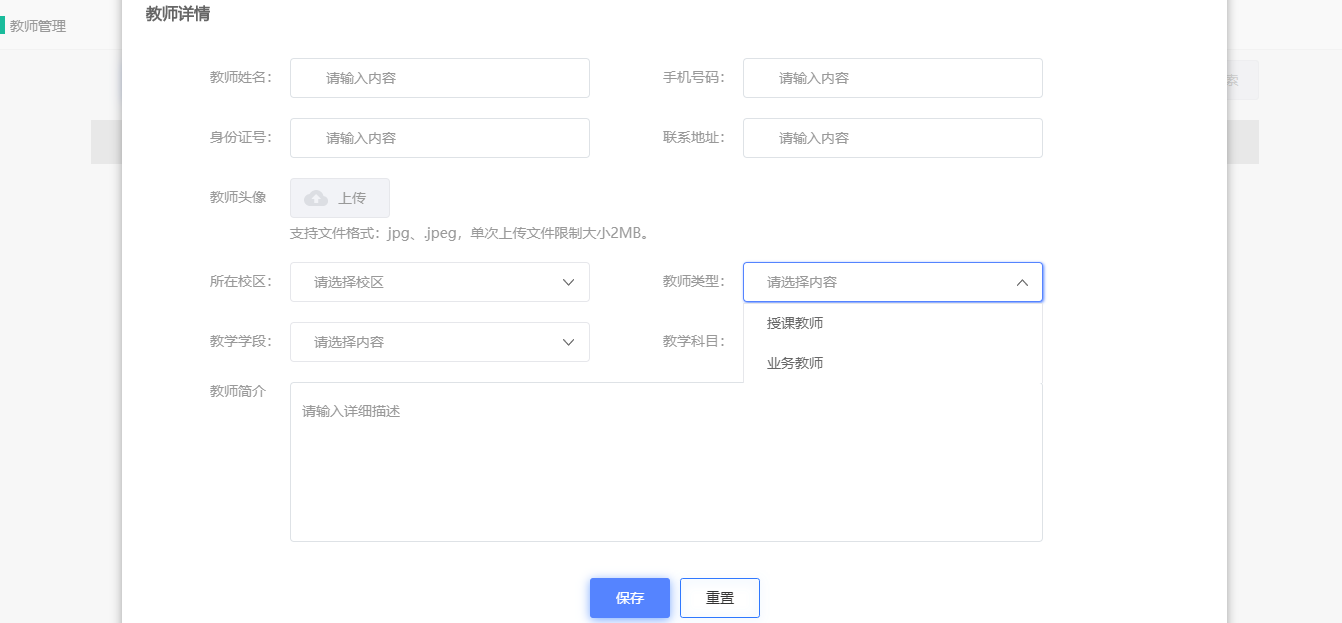 教师详情
教师管理
教师姓名： 请输入内容 手机号码： 请输入内容
索
身份证号： 请输入内容 联系地址： 请输入内容
教师头像 上传
支持文件格式：jpg、.jpeg，单次上传文件限制大小2MB。
所在校区： 请选择校区 教师类型： 请选择内容
授课教师
教学学段： 请选择内容 教学科目：
业务教师
教师简介
请输入详细描述
保存 重置